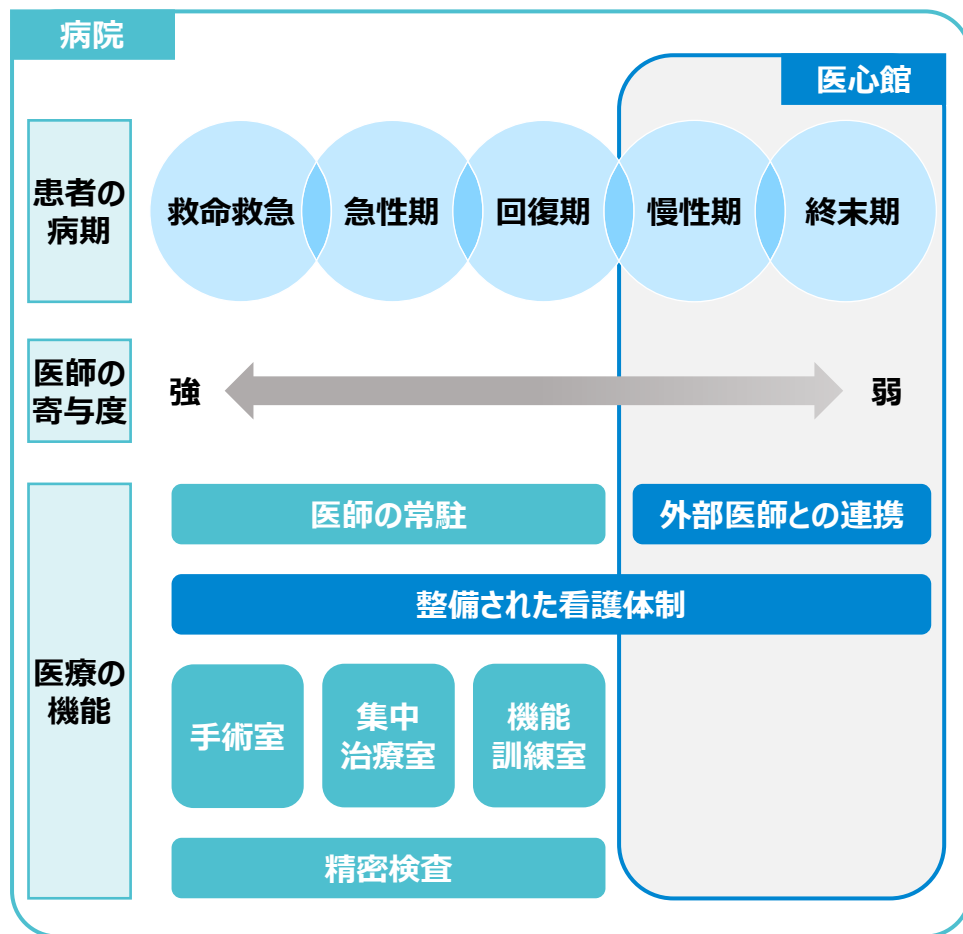 病院
医心館
患者の
病期
救命救急
急性期
回復期
慢性期
終末期
医師の
寄与度
強
弱
医療の
機能
医師の常駐
外部医師との連携
整備された看護体制
手術室
集中
治療室
機能
訓練室
精密検査